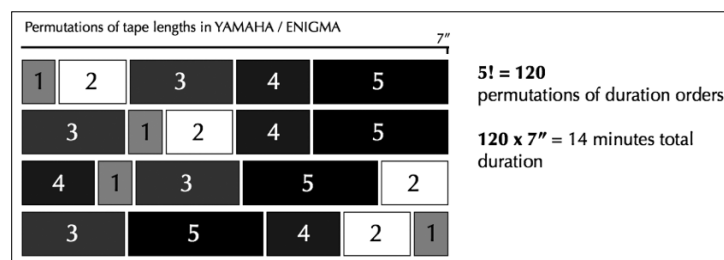 Permutations of tape lengths in YAMAHA / ENIGMA
7”
1 2 3 4 5
3 1 2 4 5
4 1 3 5 2
3 5 4 2 1
5! = 120
permutations of duration orders
120 x 7” = 14 minutes total
duration